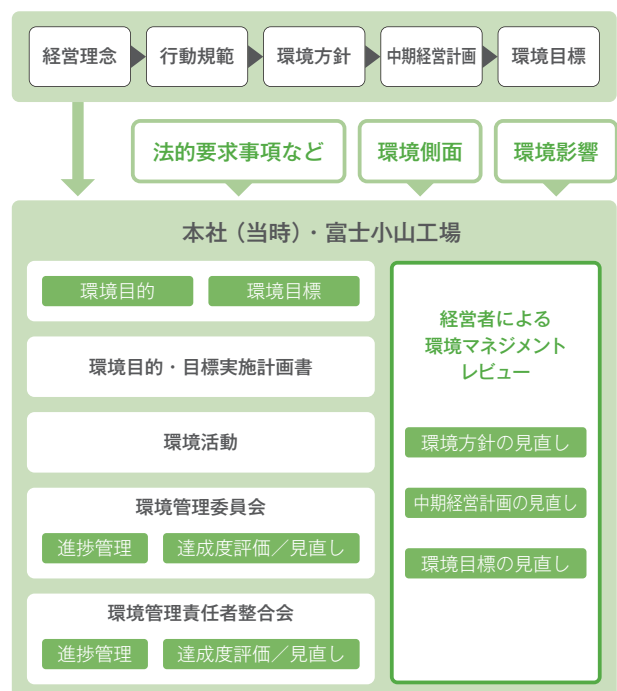 経営理念 行動規範 環境方針 中期経営計画 環境目標
法的要求事項など 環境側面 環境影響
本社（当時）・富士小山工場
環境目的 環境目標
環境目的・目標実施計画書
環境活動
環境管理委員会
進捗管理 達成度評価／見直し
環境管理責任者整合会
進捗管理 達成度評価／見直し
経営者による
環境マネジメント
レビュー
環境方針の見直し
中期経営計画の見直し
環境目標の見直し